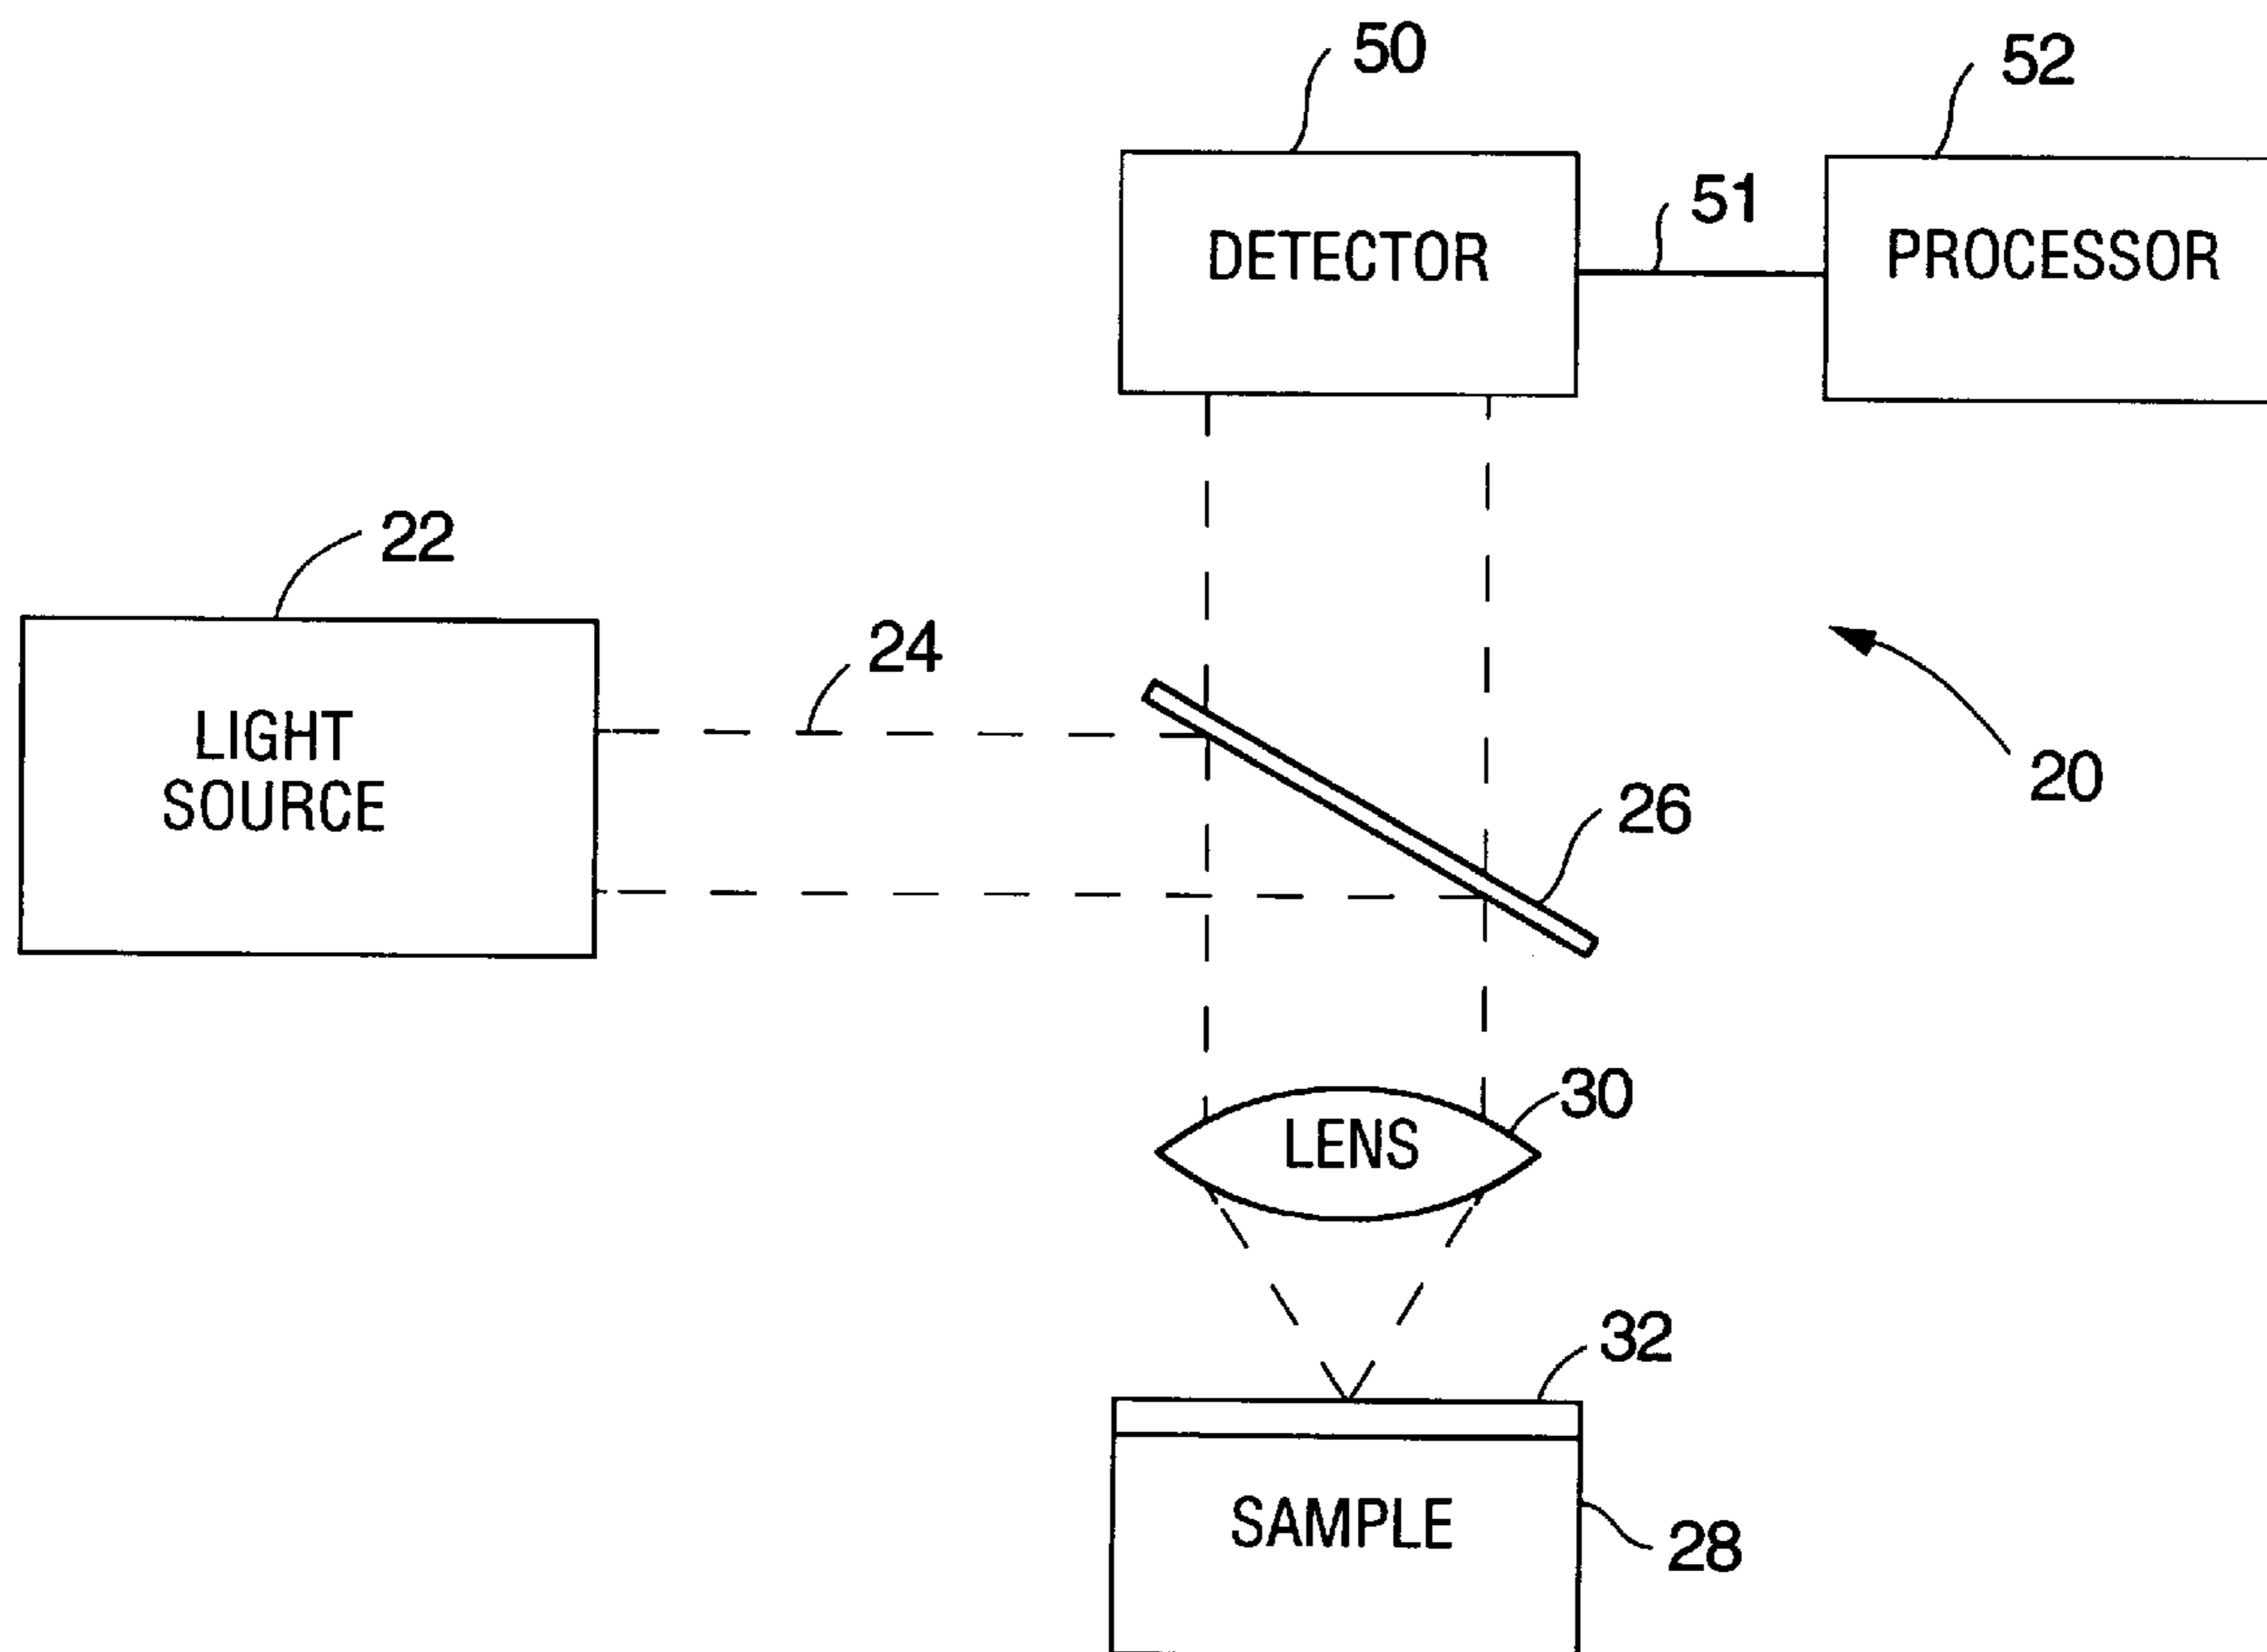 50
52
51
DETECTOR
PROCESSOR
22
24
LIGHT
SOURCE
20
26
30
LENS
32
SAMPLE
28